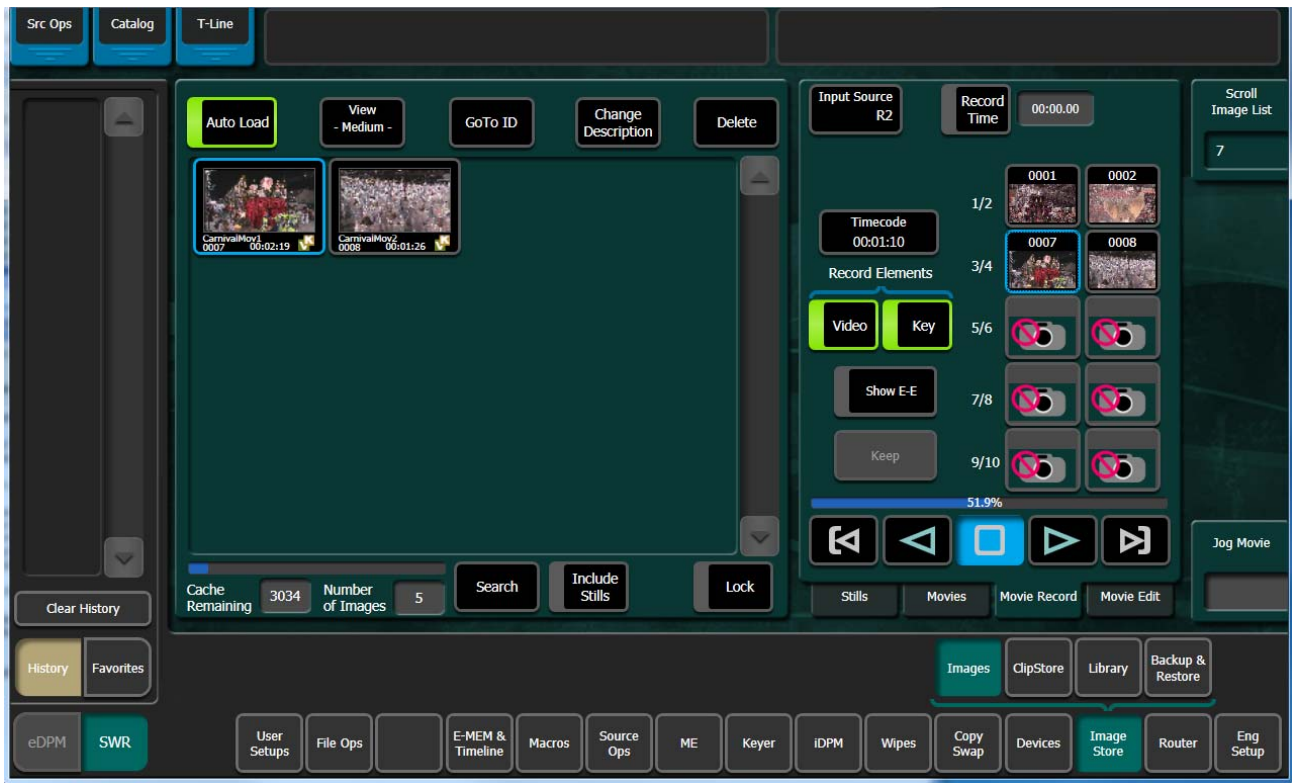 Src Ops
Catalog
T-Line
Auto Load
View
- Medium -
GoTo ID
Change
Description
Delete
CarnivalMov1
0007 00:02:19
CarnivalMov2
0008 00:01:26
Cache
Remaining
3034
Number
of Images
5
Search
Include
Stills
Lock
Clear History
History
Favorites
eDPM
SWR
Input Source
R2
Record
Time
00:00.00
Timecode
00:01:10
Record Elements
Video
Key
Show E-E
Keep
1/2
0001
0002
3/4
0007
0008
5/6
7/8
9/10
51.9%
Stills
Movies
Movie Record
Movie Edit
Scroll
Image List
7
Jog Movie
Images
ClipStore
Library
Backup &
Restore
User
Setups
File Ops
E-MEM &
Timeline
Macros
Source
Ops
ME
Keyer
iDPM
Wipes
Copy
Swap
Devices
Image
Store
Router
Eng
Setup